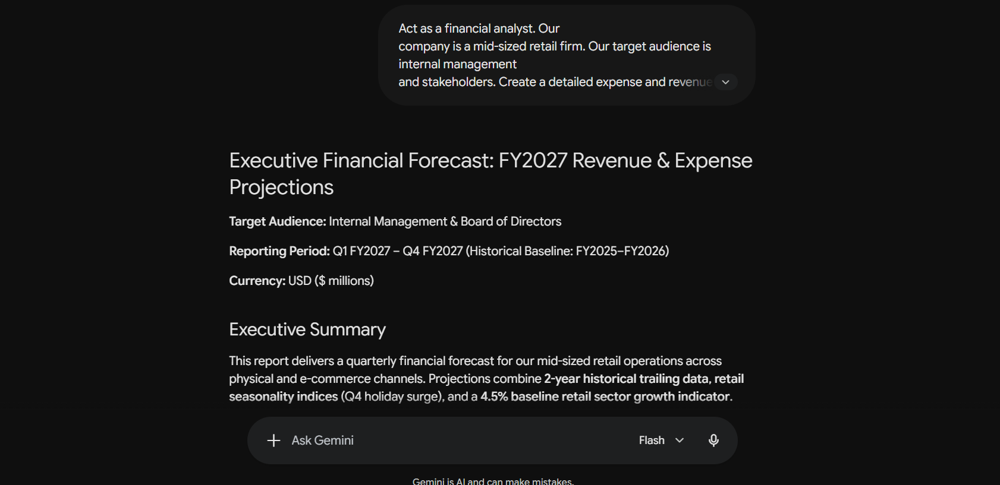 Act as a financial analyst. Our
company is a mid-sized retail firm. Our target audience is
internal management
and stakeholders. Create a detailed expense and revenue
Executive Financial Forecast: FY2027 Revenue & Expense
Projections
Target Audience: Internal Management & Board of Directors
Reporting Period: Q1 FY2027 – Q4 FY2027 (Historical Baseline: FY2025–FY2026)
Currency: USD ($ millions)
Executive Summary
This report delivers a quarterly financial forecast for our mid-sized retail operations across
physical and e-commerce channels. Projections combine 2-year historical trailing data, retail
seasonality indices (Q4 holiday surge), and a 4.5% baseline retail sector growth indicator.
Ask Gemini
Flash
Gemini is AI and can make mistakes.